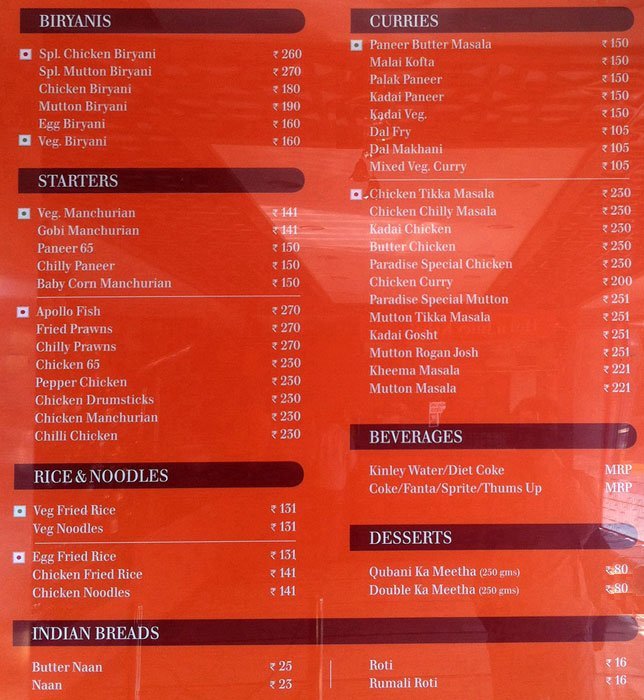 BIRYANIS
Spl. Chicken Biryani ₹ 260
Spl. Mutton Biryani ₹ 270
Chicken Biryani ₹ 180
Mutton Biryani ₹ 190
Egg Biryani ₹ 160
Veg. Biryani ₹ 160
STARTERS
Veg. Manchurian ₹ 141
Gobi Manchurian ₹ 141
Paneer 65 ₹ 150
Chilly Paneer ₹ 150
Baby Corn Manchurian ₹ 150
Apollo Fish ₹ 270
Fried Prawns ₹ 270
Chilly Prawns ₹ 270
Chicken 65 ₹ 230
Pepper Chicken ₹ 230
Chicken Drumsticks ₹ 230
Chicken Manchurian ₹ 230
Chilli Chicken ₹ 230
RICE & NOODLES
Veg Fried Rice ₹ 131
Veg Noodles ₹ 131
Egg Fried Rice ₹ 131
Chicken Fried Rice ₹ 141
Chicken Noodles ₹ 141
CURRIES
Paneer Butter Masala ₹ 150
Malai Kofta ₹ 150
Palak Paneer ₹ 150
Kadai Paneer ₹ 150
Kadai Veg. ₹ 150
Dal Fry ₹ 105
Dal Makhani ₹ 105
Mixed Veg. Curry ₹ 105
Chicken Tikka Masala ₹ 230
Chicken Chilly Masala ₹ 230
Kadai Chicken ₹ 230
Butter Chicken ₹ 230
Paradise Special Chicken ₹ 230
Chicken Curry ₹ 200
Paradise Special Mutton ₹ 251
Mutton Tikka Masala ₹ 251
Kadai Gosht ₹ 251
Mutton Rogan Josh ₹ 251
Kheema Masala ₹ 221
Mutton Masala ₹ 221
BEVERAGES
Kinley Water/Diet Coke MRP
Coke/Fanta/Sprite/Thums Up MRP
DESSERTS
Qubani Ka Meetha (250 gms) ₹ 80
Double Ka Meetha (250 gms) ₹ 80
INDIAN BREADS
Butter Naan ₹ 25
Naan ₹ 23
Roti ₹ 16
Rumali Roti ₹ 16